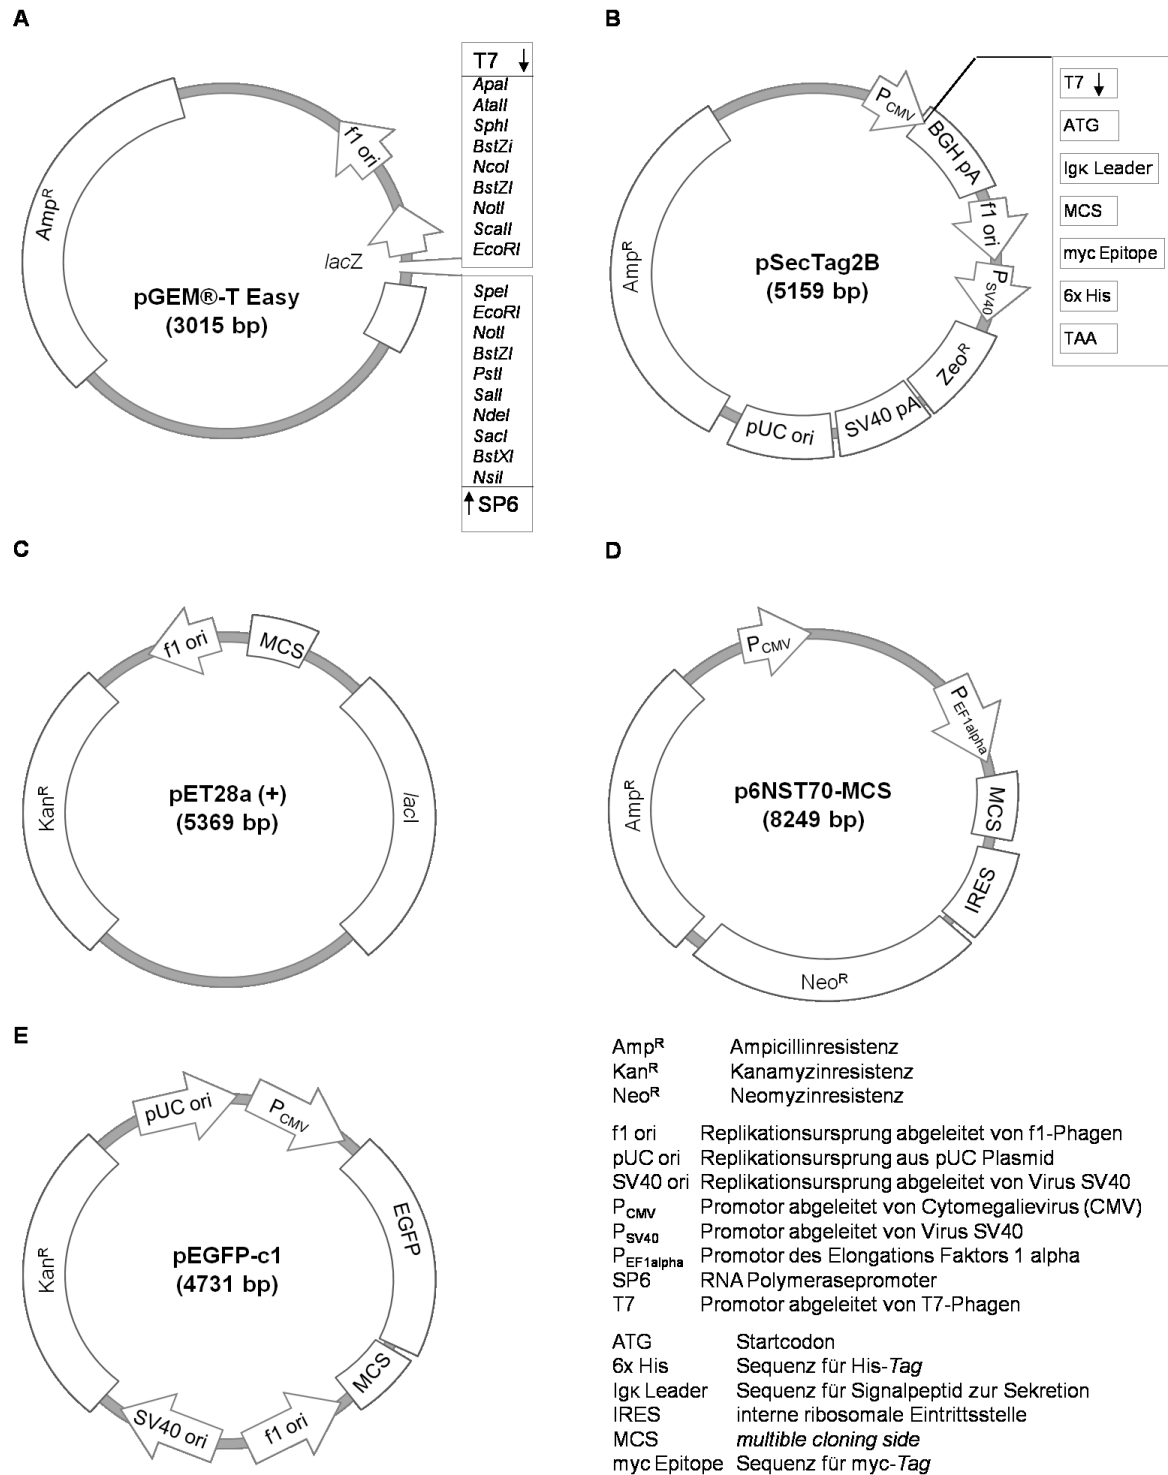 A
T7 ↓
ApaI
AtaII
SphI
BstZi
NcoI
BstZI
NotI
ScaII
EcoRI
f1 ori
AmpR
lacZ
pGEM®-T Easy
(3015 bp)
SpeI
EcoRI
NotI
BstZI
PstI
SalI
NdeI
SacI
BstXI
NsiI
↑ SP6
B
PCMV
BGH pA
f1 ori
PSV40
ZeoR
SV40 pA
pUC ori
AmpR
pSecTag2B
(5159 bp)
T7 ↓
ATG
Igκ Leader
MCS
myc Epitope
6x His
TAA
C
f1 ori
MCS
KanR
lacI
pET28a (+)
(5369 bp)
D
PCMV
PEF1alpha
MCS
IRES
NeoR
AmpR
p6NST70-MCS
(8249 bp)
E
pUC ori
PCMV
EGFP
MCS
f1 ori
SV40 ori
KanR
pEGFP-c1
(4731 bp)
AmpR Ampicillinresistenz
KanR Kanamyzinresistenz
NeoR Neomyzinresistenz
f1 ori Replikationsursprung abgeleitet von f1-Phagen
pUC ori Replikationsursprung aus pUC Plasmid
SV40 ori Replikationsursprung abgeleitet von Virus SV40
PCMV Promotor abgeleitet von Cytomegalievirus (CMV)
PSV40 Promotor abgeleitet von Virus SV40
PEF1alpha Promotor des Elongations Faktors 1 alpha
SP6 RNA Polymerasepromoter
T7 Promotor abgeleitet von T7-Phagen
ATG Startcodon
6x His Sequenz für His-Tag
Igκ Leader Sequenz für Signalpeptid zur Sekretion
IRES interne ribosomale Eintrittsstelle
MCS multible cloning side
myc Epitope Sequenz für myc-Tag